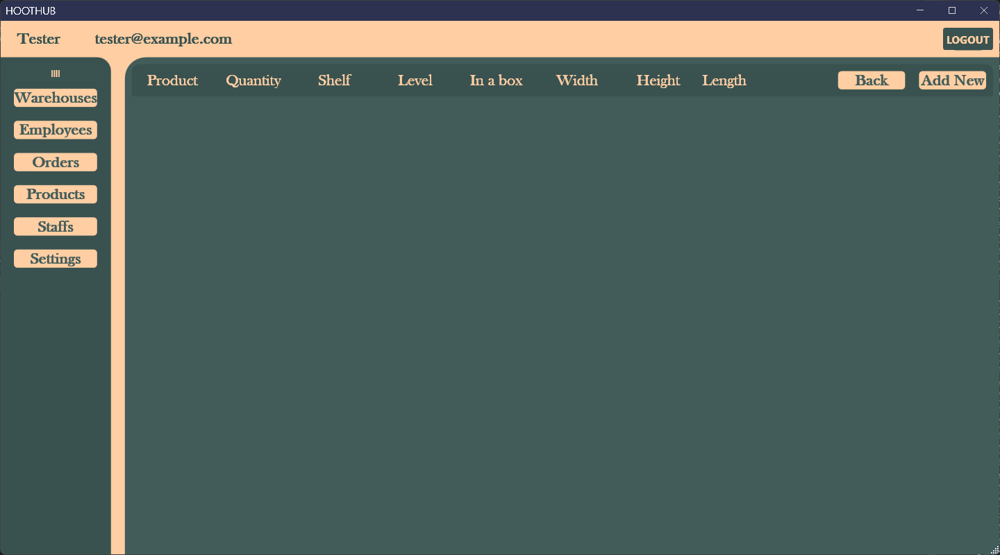 HOOTHUB
Tester tester@example.com LOGOUT
Product Quantity Shelf Level In a box Width Height Length Back Add New
Warehouses
Employees
Orders
Products
Staffs
Settings